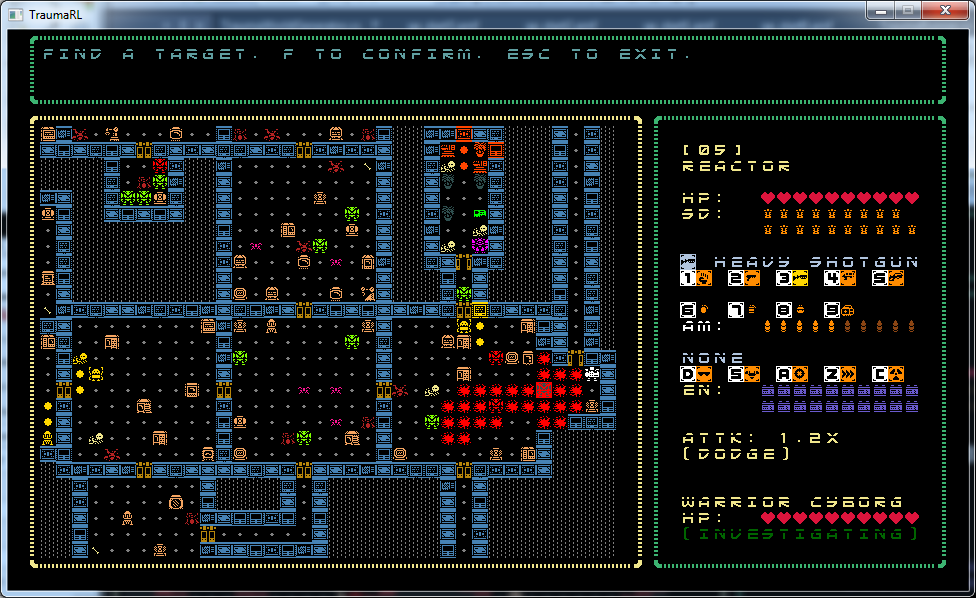 TraumaRL
FIND A TARGET. F TO CONFIRM. ESC TO EXIT.
[05]
REACTOR
HP:
SD:
HEAVY SHOTGUN
1 2 3 4 5
6 7 8 9
AM:
NONE
D S A Z C
EN:
ATTK: 1.2X
[DODGE]
WARRIOR CYBORG
HP:
[INVESTIGATING]